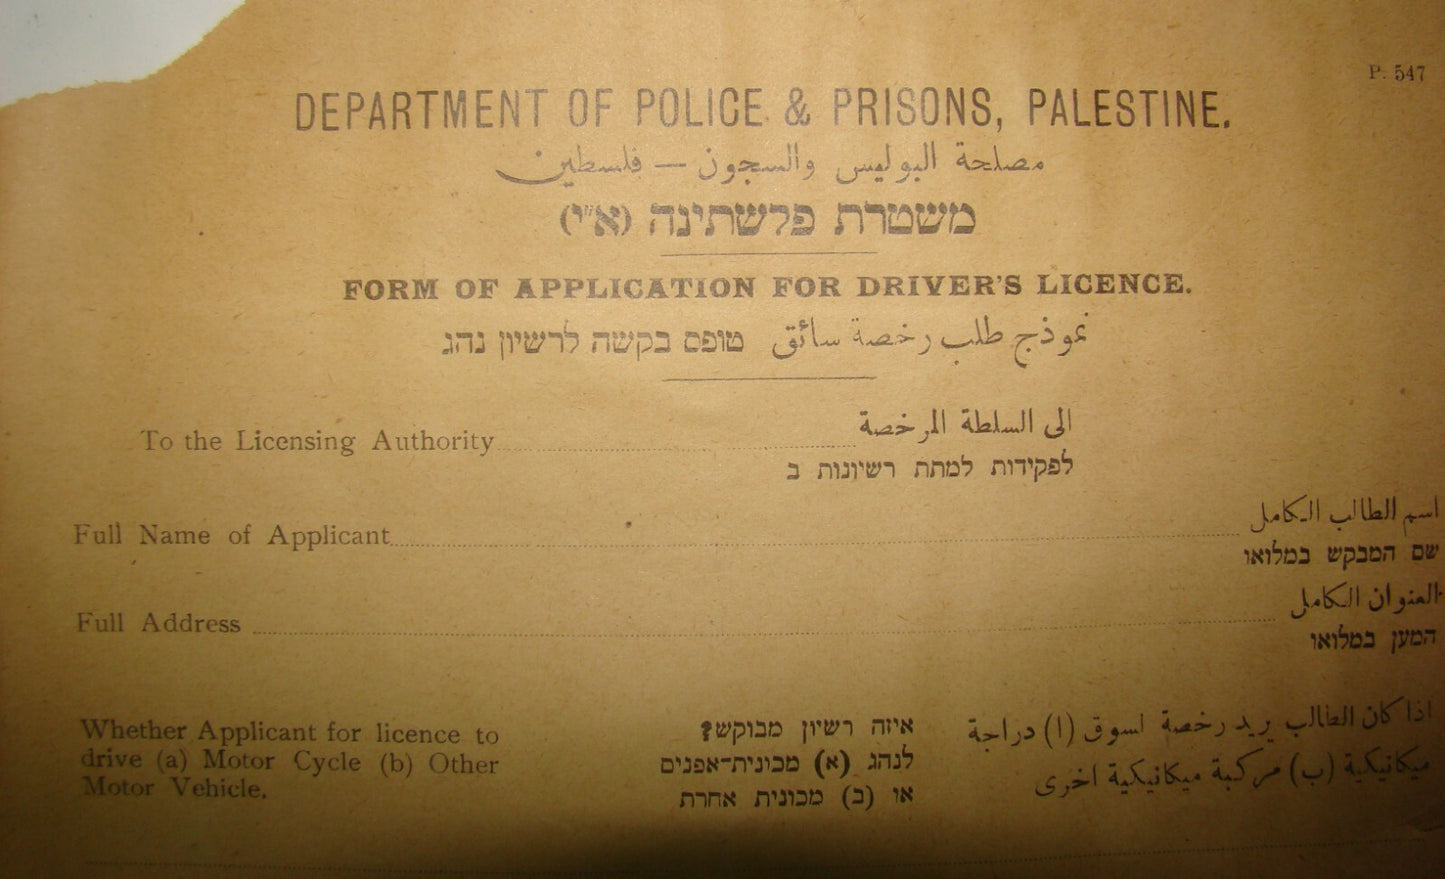 P. 547
DEPARTMENT OF POLICE & PRISONS, PALESTINE.
مصلحة البوليس والسجون — فلسطين
משטרת פלשתינה (א״י)
FORM OF APPLICATION FOR DRIVER'S LICENCE.
نموذج طلب رخصة سائق טופס בקשה לרשיון נהג
To the Licensing Authority الى السلطة المرخصة
לפקידות למתת רשיונות ב
Full Name of Applicant اسم الطالب الكامل
שם המבקש במלואו
Full Address العنوان الكامل
המען במלואו
Whether Applicant for licence to
drive (a) Motor Cycle (b) Other
Motor Vehicle.
איזה רשיון מבוקש?
לנהג (א) מכונית-אפנים
או (ב) מכונית אחרת
اذا كان الطالب يريد رخصة لسوق (ا) دراجة
ميكانيكية (ب) مركبة ميكانيكية اخرى